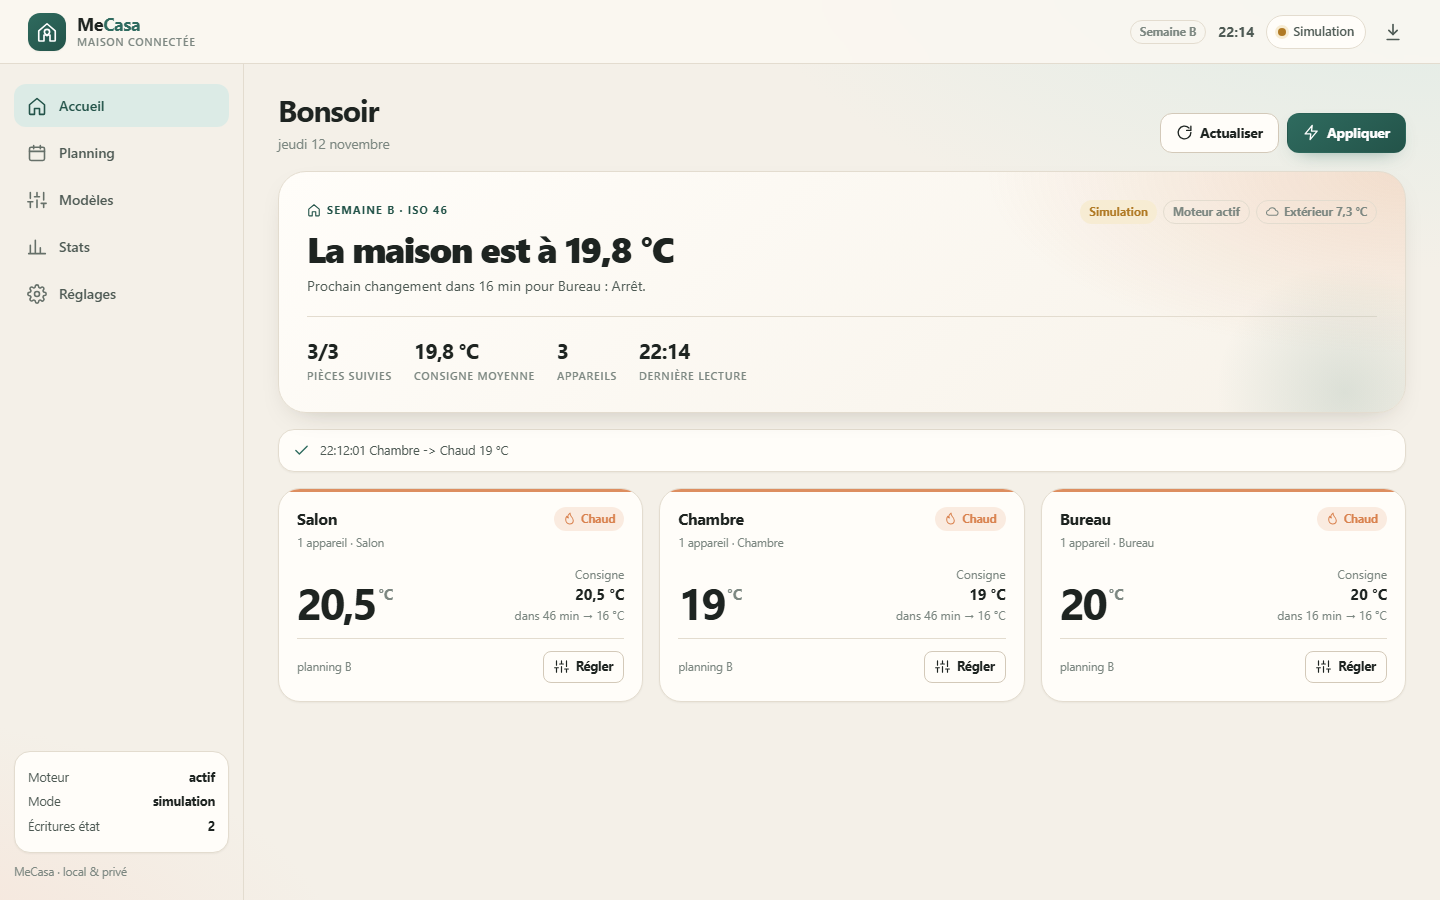 MeCasa
MAISON CONNECTÉE
Semaine B
22:14
Simulation
Accueil
Planning
Modèles
Stats
Réglages
Moteur actif
Mode simulation
Écritures état 2
MeCasa · local & privé
Bonsoir
jeudi 12 novembre
Actualiser
Appliquer
SEMAINE B · ISO 46
Simulation
Moteur actif
Extérieur 7,3 °C
La maison est à 19,8 °C
Prochain changement dans 16 min pour Bureau : Arrêt.
3/3
PIÈCES SUIVIES
19,8 °C
CONSIGNE MOYENNE
3
APPAREILS
22:14
DERNIÈRE LECTURE
22:12:01 Chambre -> Chaud 19 °C
Salon
Chaud
1 appareil · Salon
20,5 °C
Consigne
20,5 °C
dans 46 min → 16 °C
planning B
Régler
Chambre
Chaud
1 appareil · Chambre
19 °C
Consigne
19 °C
dans 46 min → 16 °C
planning B
Régler
Bureau
Chaud
1 appareil · Bureau
20 °C
Consigne
20 °C
dans 16 min → 16 °C
planning B
Régler